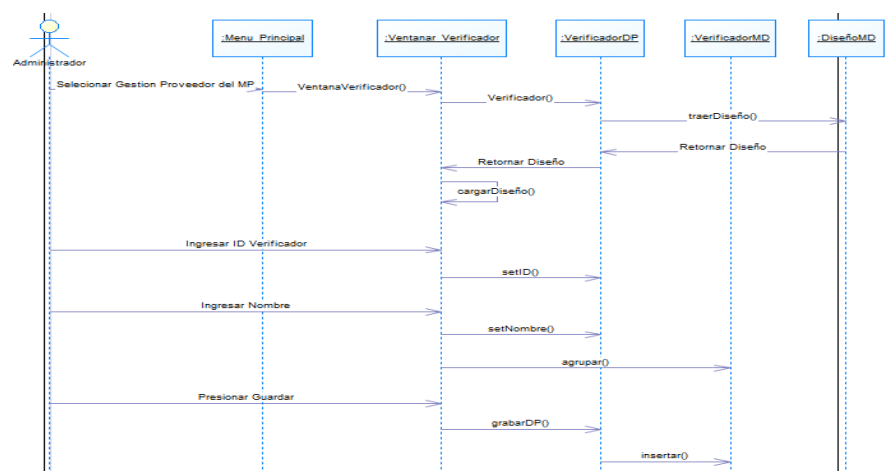 :Menu_Principal
:Ventanar_Verificador
:VerificadorDP
:VerificadorMD
:DiseñoMD
Administrador
Selecionar Gestion Proveedor del MP
VentanaVerificador()
Verificador()
traerDiseño()
Retornar Diseño
Retornar Diseño
cargarDiseño()
Ingresar ID Verificador
setID()
Ingresar Nombre
setNombre()
agrupar()
Presionar Guardar
grabarDP()
insertar()